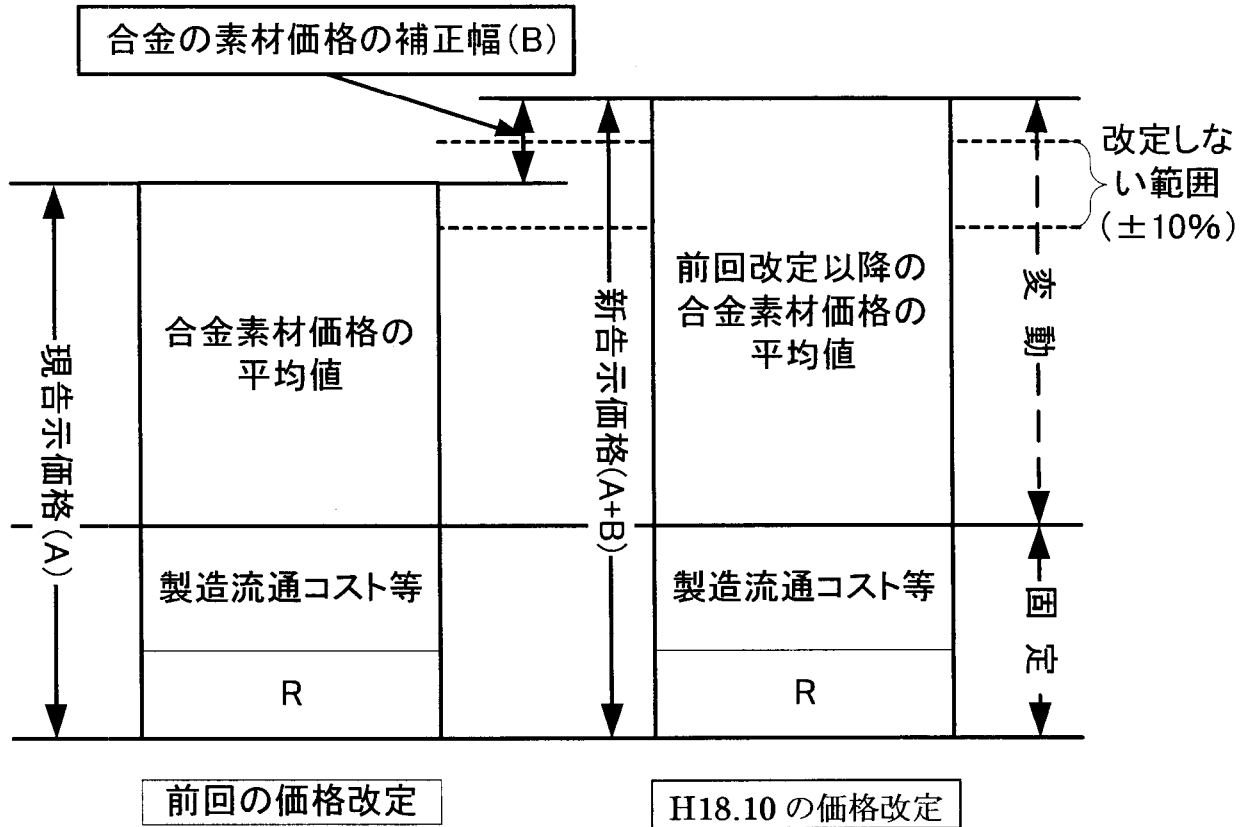 合金の素材価格の補正幅(B)
改定しな
い範囲
(±10%)
現告示価格(A)
合金素材価格の
平均値
新告示価格(A+B)
前回改定以降の
合金素材価格の
平均値
変動
製造流通コスト等
製造流通コスト等
固定
R
R
前回の価格改定
H18.10 の価格改定